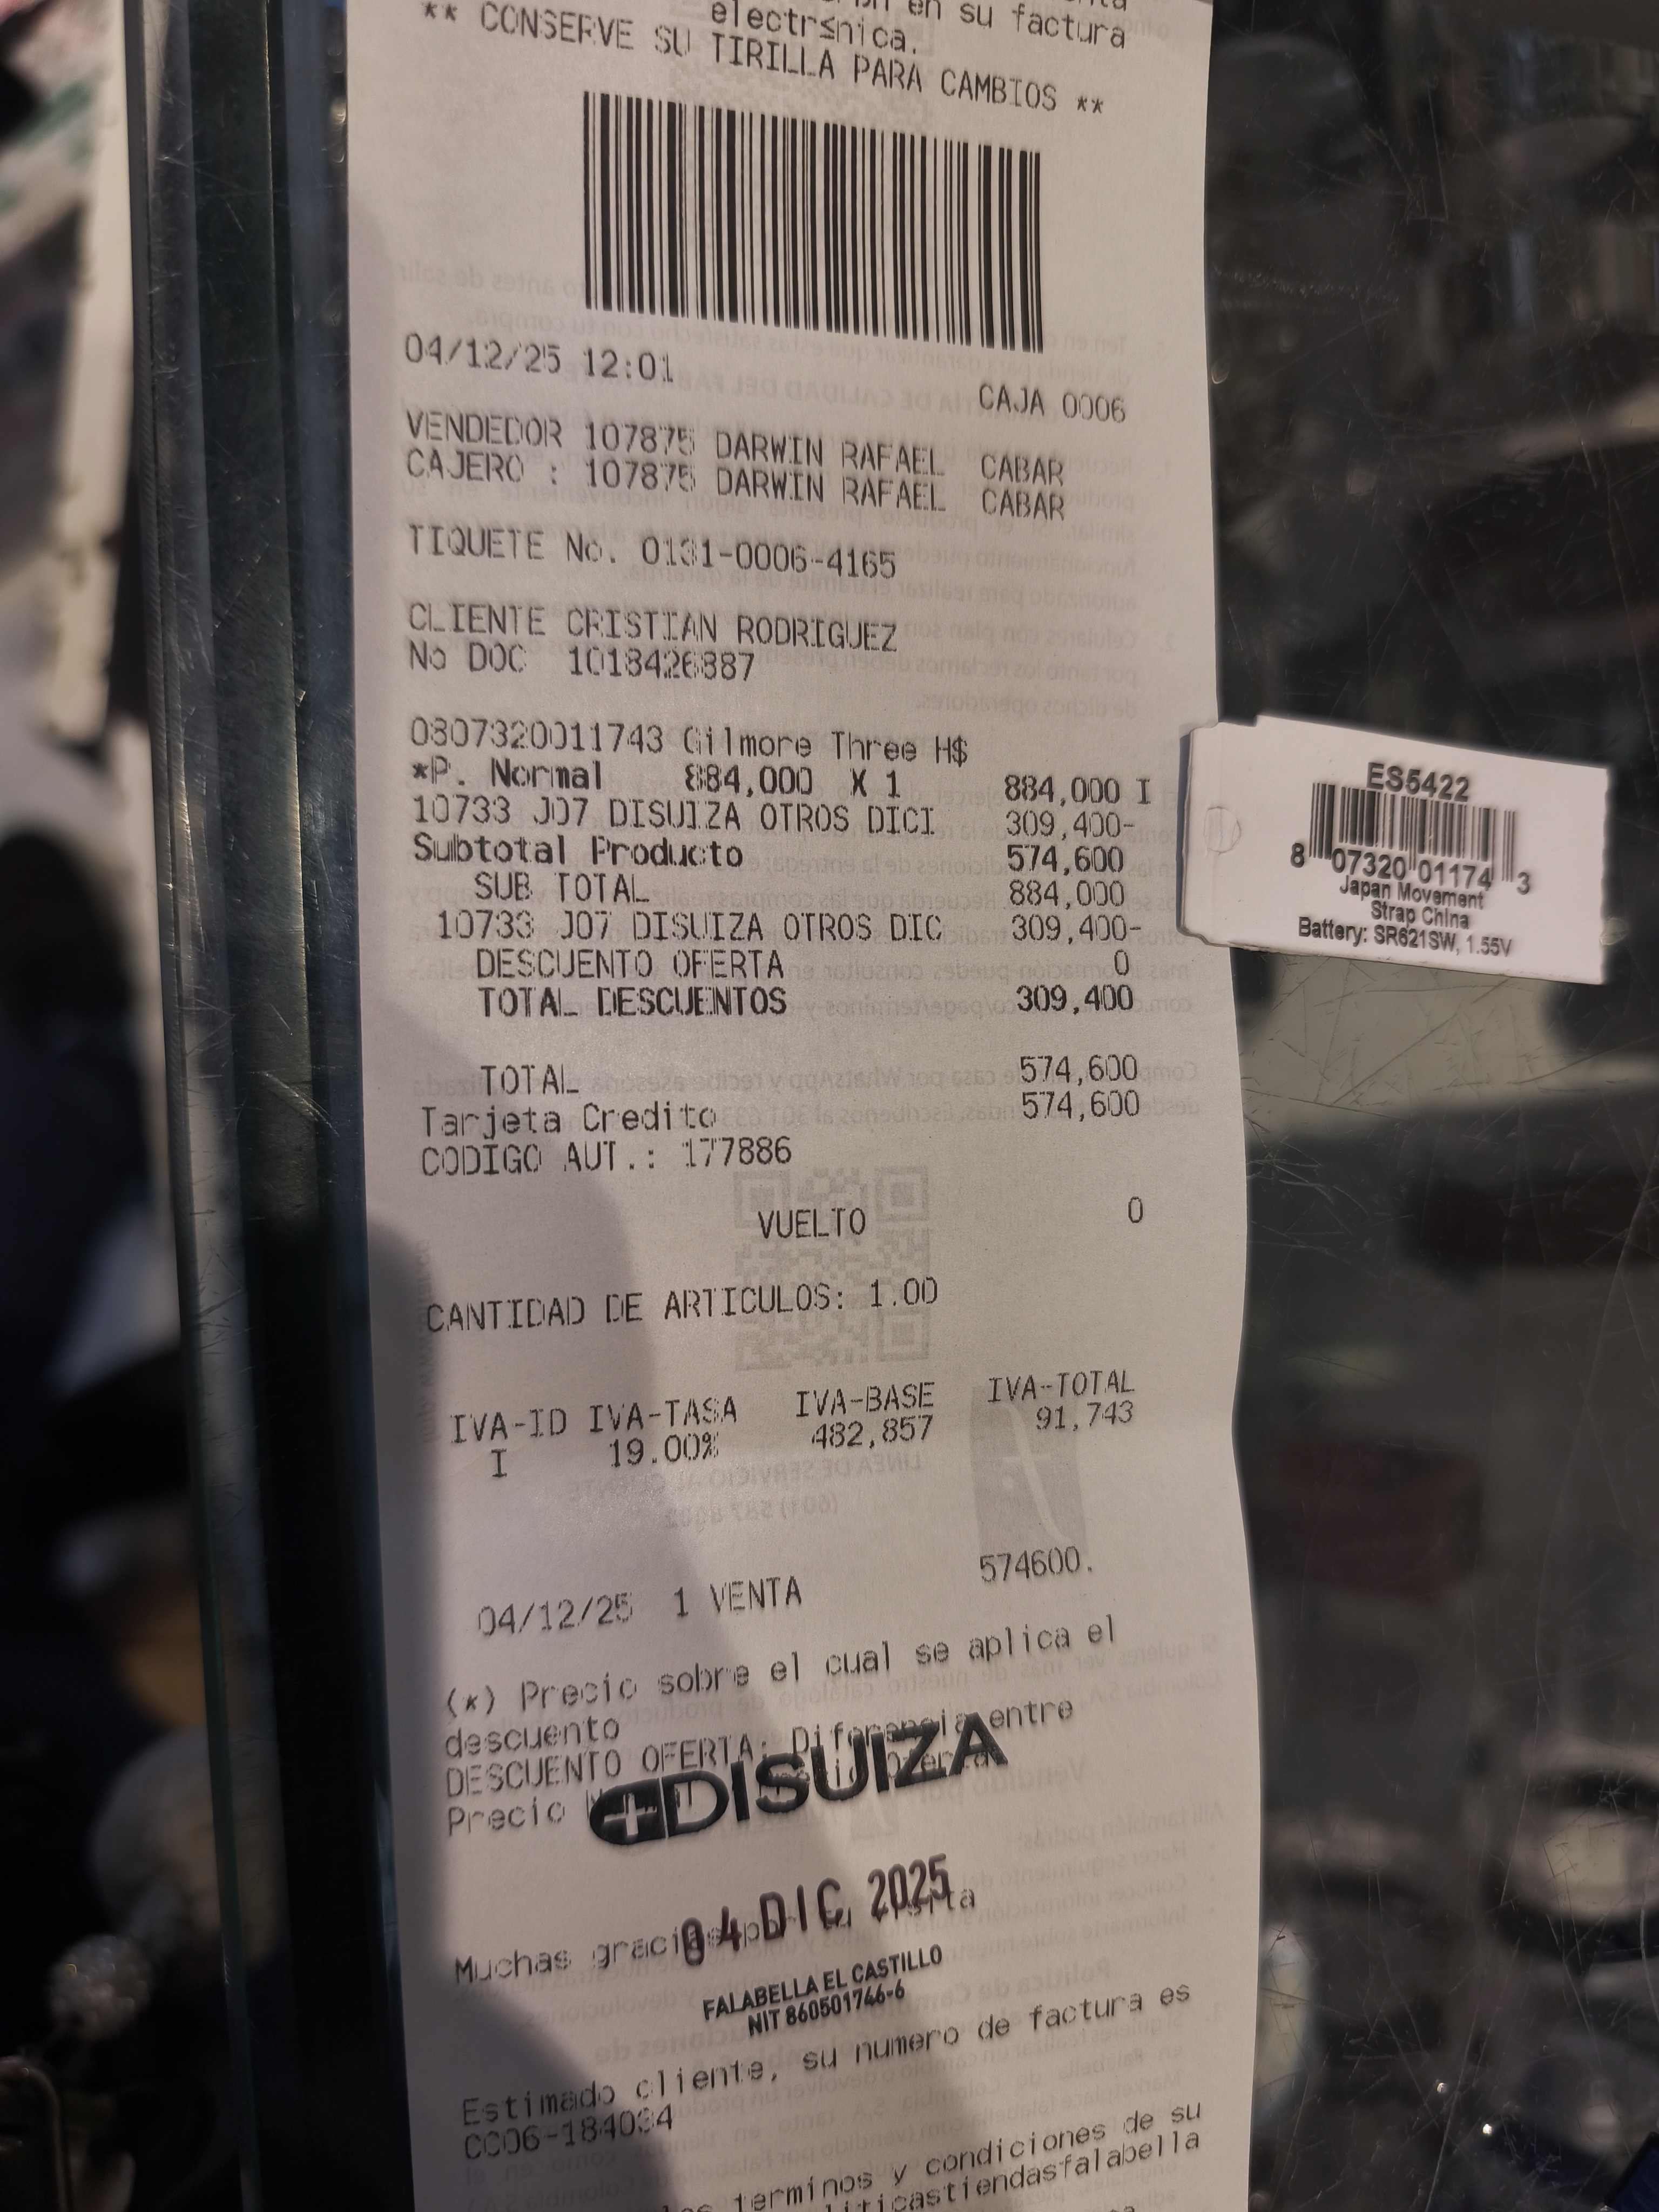 en su factura
electrśnica.
** CONSERVE SU TIRILLA PARA CAMBIOS **
04/12/25 12:01 CAJA 0006
VENDEDOR 107875 DARWIN RAFAEL CABAR
CAJERO : 107875 DARWIN RAFAEL CABAR
TIQUETE No. 0131-0006-4165
CLIENTE CRISTIAN RODRIGUEZ
No DOC 1018426887
0807320011743 Gilmore Three H$
*P. Normal 884,000 X 1 884,000 I
10733 J07 DISUIZA OTROS DICI 309,400-
Subtotal Producto 574,600
SUB TOTAL 884,000
10733 J07 DISUIZA OTROS DIC 309,400-
DESCUENTO OFERTA 0
TOTAL DESCUENTOS 309,400
TOTAL 574,600
Tarjeta Credito 574,600
CODIGO AUT.: 177886
VUELTO 0
CANTIDAD DE ARTICULOS: 1.00
IVA-ID IVA-TASA IVA-BASE IVA-TOTAL
I 19.00% 482,857 91,743
04/12/25 1 VENTA 574600.
(*) Precio sobre el cual se aplica el
descuento
DESCUENTO OFERTA: Diferencia entre
Precio
DISUIZA
04 DIC 2025
Muchas gracias
FALABELLA EL CASTILLO
NIT 860501746-6
Estimado cliente, su numero de factura es
CC06-184034
terminos y condiciones de su
ES5422
8 07320 01174 3
Japan Movement
Strap China
Battery: SR621SW, 1.55V